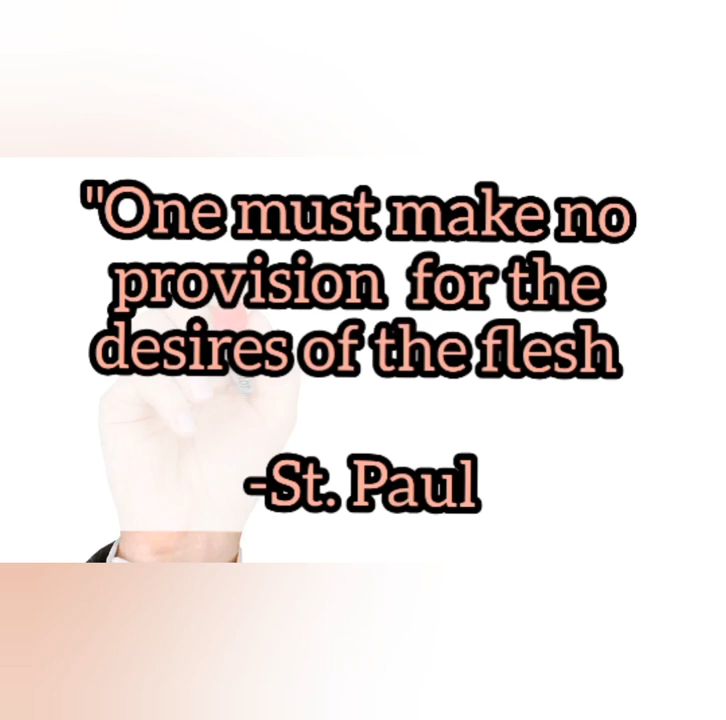 "One must make no
provision for the
desires of the flesh
-St. Paul